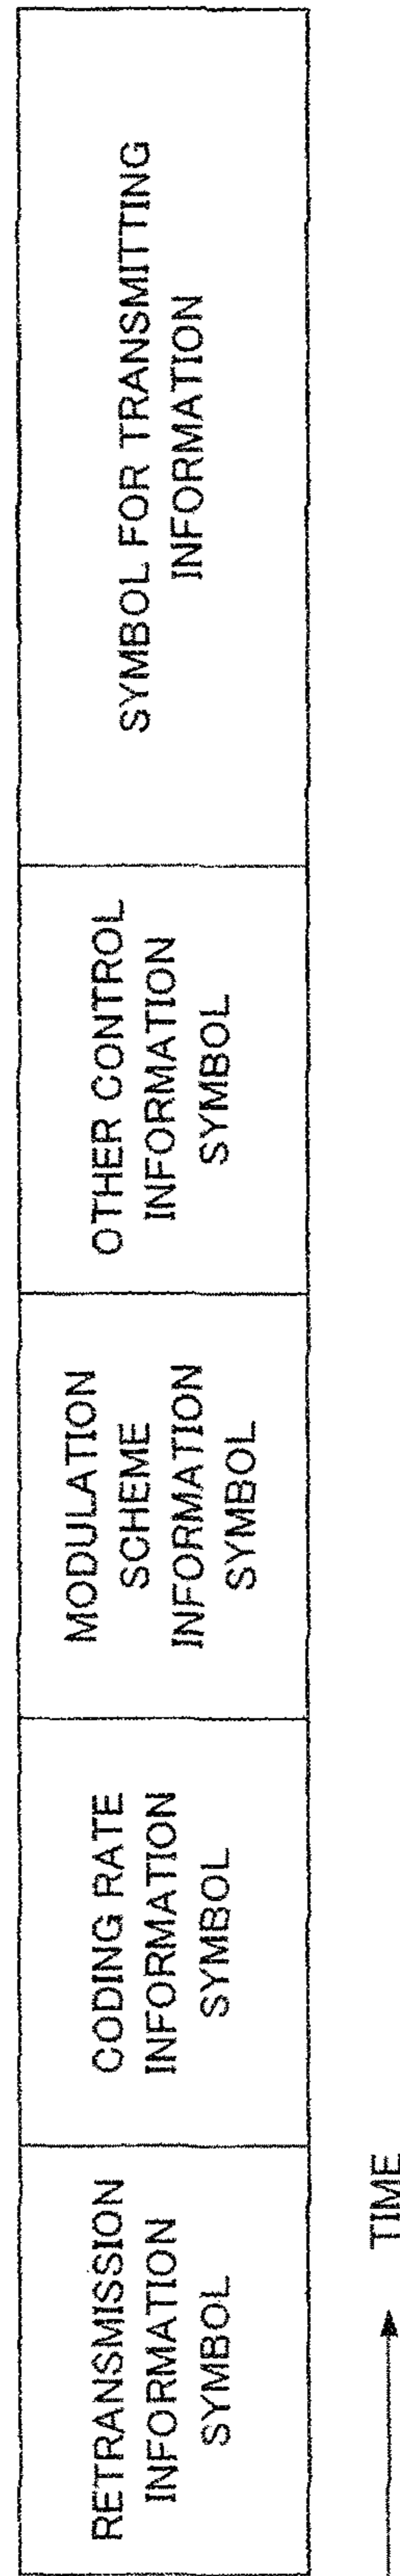 RETRANSMISSION
INFORMATION
SYMBOL
CODING RATE
INFORMATION
SYMBOL
MODULATION
SCHEME
INFORMATION
SYMBOL
OTHER CONTROL
INFORMATION
SYMBOL
SYMBOL FOR TRANSMITTING
INFORMATION
TIME